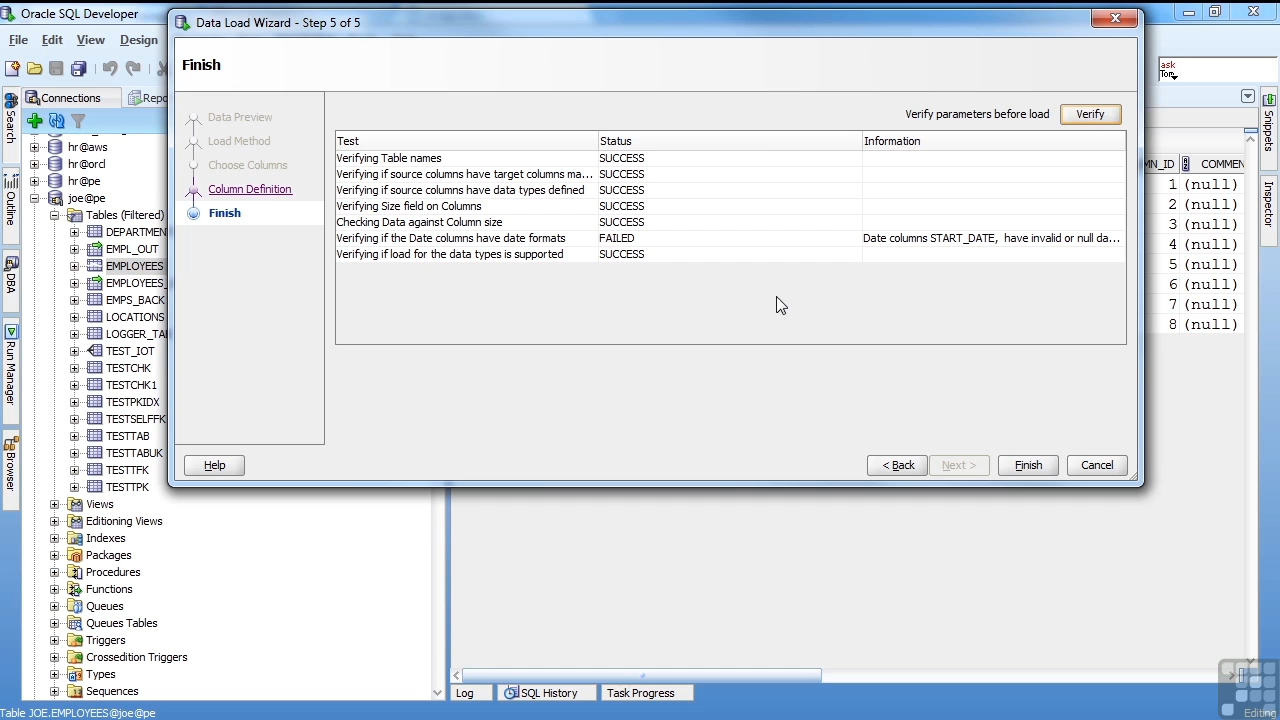 Oracle SQL Developer
Data Load Wizard - Step 5 of 5
File Edit View Design
Finish
ask
Tom
Connections
Repo
Search
Outline
DBA
Run Manager
Browser
Snippets
Inspector
hr@aws
hr@orcl
hr@pe
joe@pe
Tables (Filtered)
DEPARTMEN
EMPL_OUT
EMPLOYEES
EMPLOYEES_
EMPS_BACK
LOCATIONS
LOGGER_TA
TEST_IOT
TESTCHK
TESTCHK1
TESTPKIDX
TESTSELFFK
TESTTAB
TESTTABUK
TESTTFK
TESTTPK
Views
Editioning Views
Indexes
Packages
Procedures
Functions
Queues
Queues Tables
Triggers
Crossedition Triggers
Types
Sequences
Data Preview
Load Method
Choose Columns
Column Definition
Finish
Verify parameters before load Verify
Test Status Information
Verifying Table names SUCCESS
Verifying if source columns have target columns ma... SUCCESS
Verifying if source columns have data types defined SUCCESS
Verifying Size field on Columns SUCCESS
Checking Data against Column size SUCCESS
Verifying if the Date columns have date formats FAILED Date columns START_DATE, have invalid or null da...
Verifying if load for the data types is supported SUCCESS
Help < Back Next > Finish Cancel
MN_ID COMMEN
1 (null)
2 (null)
3 (null)
4 (null)
5 (null)
6 (null)
7 (null)
8 (null)
Log SQL History Task Progress
Table JOE.EMPLOYEES@joe@pe
Editing